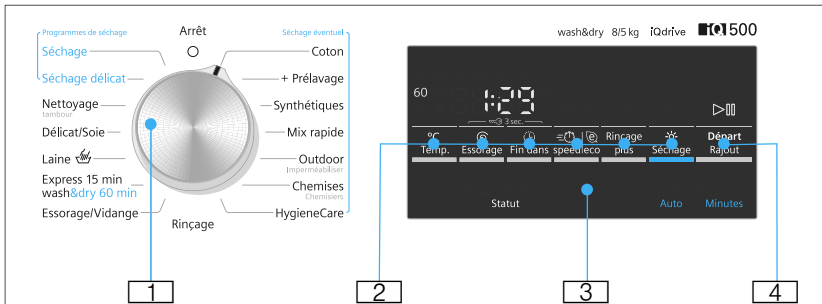 Programmes de séchage
Arrêt
Séchage éventuel
Séchage
Séchage délicat
Nettoyage
tambour
Délicat/Soie
Laine
Express 15 min
wash&dry 60 min
Essorage/Vidange
Rinçage
Coton
+ Prélavage
Synthétiques
Mix rapide
Outdoor
Imperméabiliser
Chemises
Chemisiers
HygieneCare
wash&dry 8/5 kg iQdrive iQ500
60
1:29
3 sec.
°C
Temp.
Essorage
Fin dans
e
speed/eco
Rinçage
plus
Séchage
Départ
Rajout
Statut
Auto
Minutes
1
2
3
4